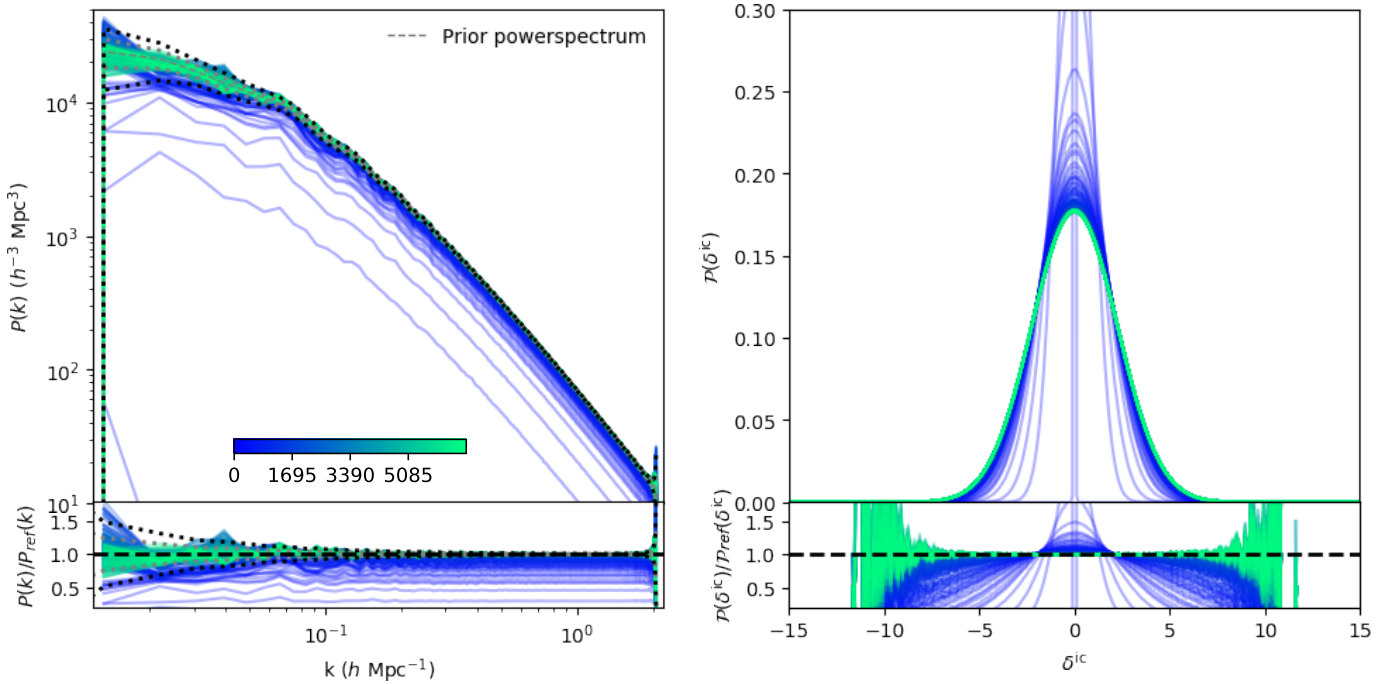 Prior powerspectrum
P(k) (h⁻³ Mpc³)
10⁴
10³
10²
10¹
0 1695 3390 5085
P(k)/P_ref(k)
1.5
1.0
0.5
10⁻¹ 10⁰
k (h Mpc⁻¹)
𝒫(δ^ic)
0.30
0.25
0.20
0.15
0.10
0.05
0.00
𝒫(δ^ic)/𝒫_ref(δ^ic)
1.5
1.0
0.5
−15 −10 −5 0 5 10 15
δ^ic